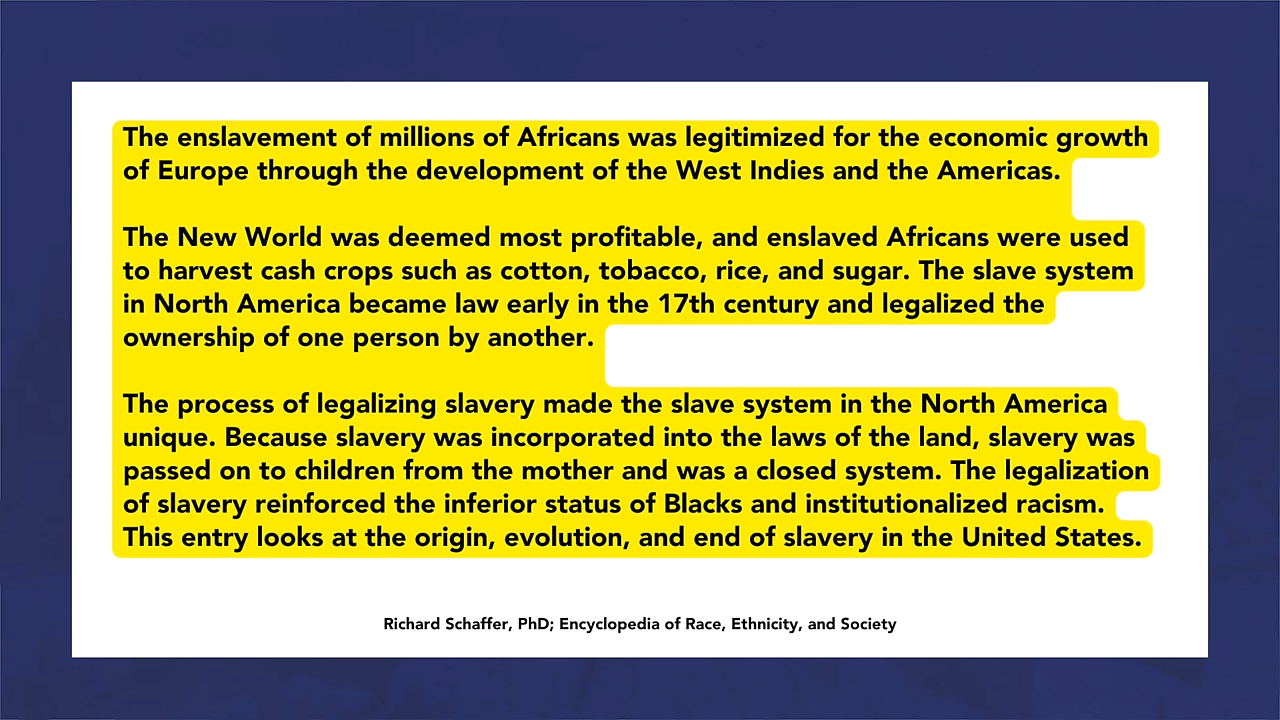 The enslavement of millions of Africans was legitimized for the economic growth
of Europe through the development of the West Indies and the Americas.
The New World was deemed most profitable, and enslaved Africans were used
to harvest cash crops such as cotton, tobacco, rice, and sugar. The slave system
in North America became law early in the 17th century and legalized the
ownership of one person by another.
The process of legalizing slavery made the slave system in the North America
unique. Because slavery was incorporated into the laws of the land, slavery was
passed on to children from the mother and was a closed system. The legalization
of slavery reinforced the inferior status of Blacks and institutionalized racism.
This entry looks at the origin, evolution, and end of slavery in the United States.
Richard Schaffer, PhD; Encyclopedia of Race, Ethnicity, and Society